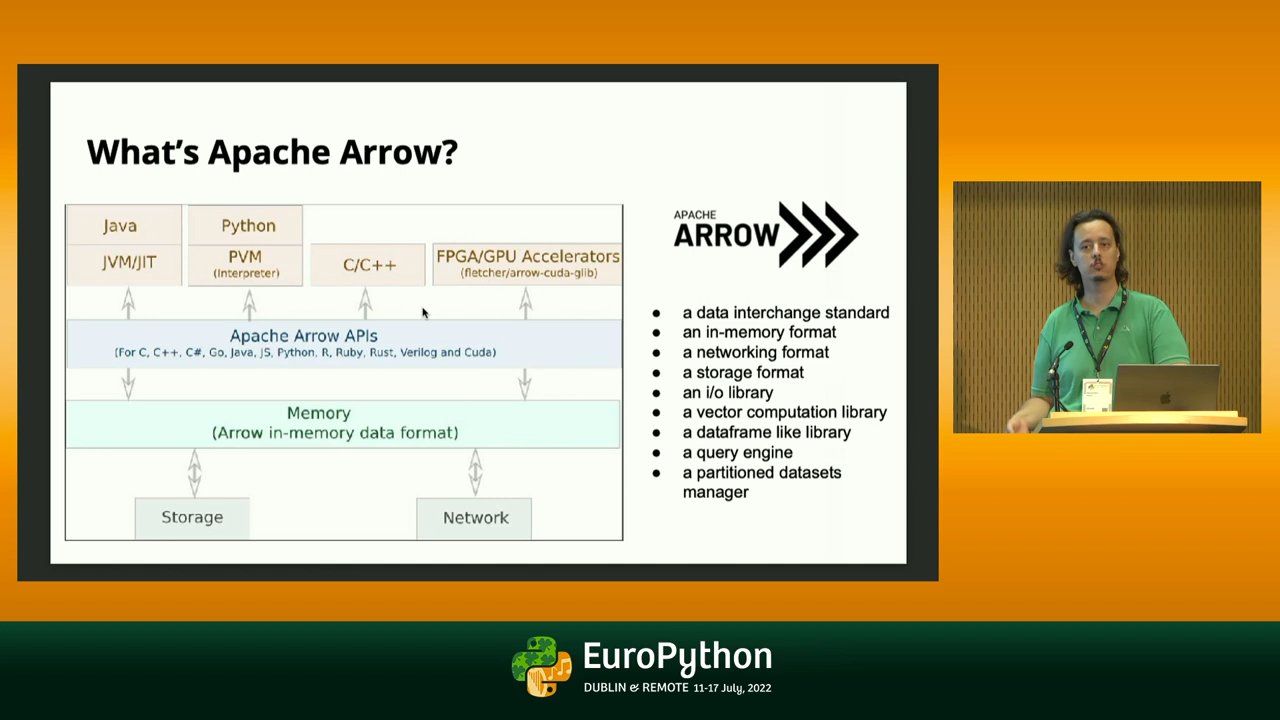 What's Apache Arrow?
Java
Python
JVM/JIT
PVM
(Interpreter)
C/C++
FPGA/GPU Accelerators
(fletcher/arrow-cuda-glib)
Apache Arrow APIs
(For C, C++, C#, Go, Java, JS, Python, R, Ruby, Rust, Verilog and Cuda)
Memory
(Arrow in-memory data format)
Storage
Network
APACHE
ARROW
● a data interchange standard
● an in-memory format
● a networking format
● a storage format
● an i/o library
● a vector computation library
● a dataframe like library
● a query engine
● a partitioned datasets
manager
EuroPython
DUBLIN & REMOTE 11-17 July, 2022